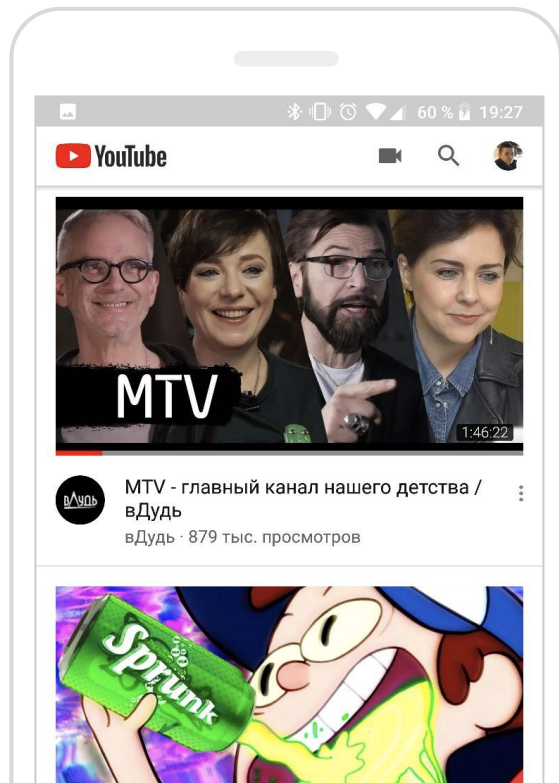 60 % 19:27
YouTube
MTV
1:46:22
вДудь
MTV - главный канал нашего детства /
вДудь
вДудь · 879 тыс. просмотров
Sprunk